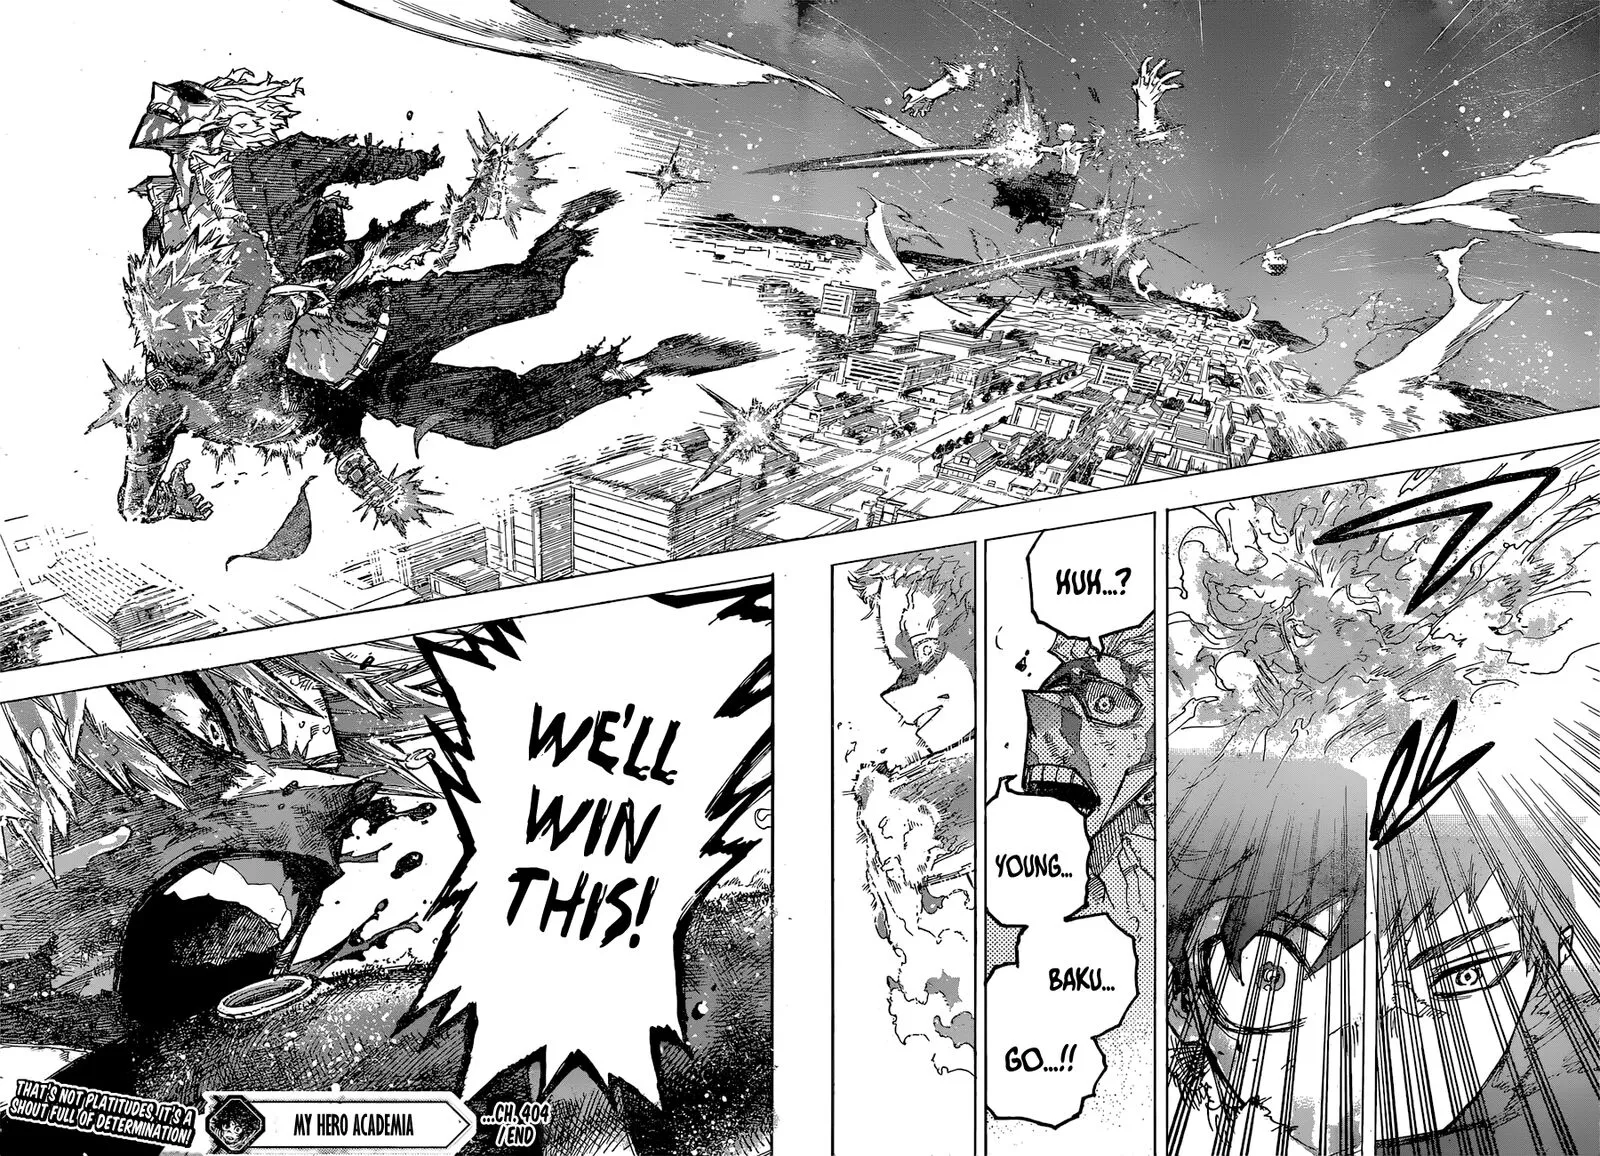 HUH...?
YOUNG...
BAKU...
GO...!!
WE'LL
WIN
THIS!
THAT'S NOT PLATITUDES, IT'S A
SHOUT FULL OF DETERMINATION!
MY HERO ACADEMIA
...CH. 404
/END